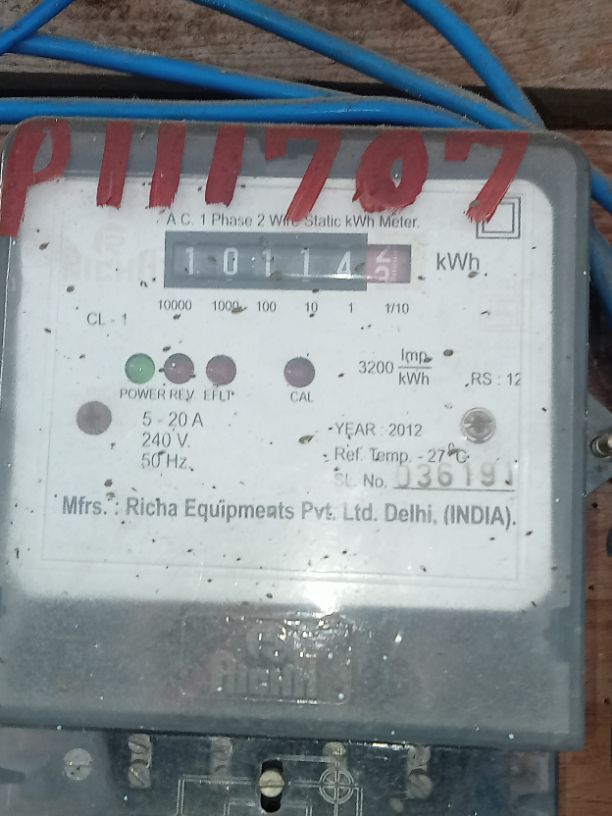 P111707
A.C. 1 Phase 2 Wire Static kWh Meter.
1 0 1 1 4 kWh
10000 1000 100 10 1 1/10
CL - 1
3200 Imp/kWh
RS : 12
POWER REV EFLT CAL
5 - 20 A
240 V.
50 Hz.
YEAR : 2012
Ref. Temp. - 27°C
SL. No. 036191
Mfrs. : Richa Equipments Pvt. Ltd. Delhi, (INDIA).
RICHA